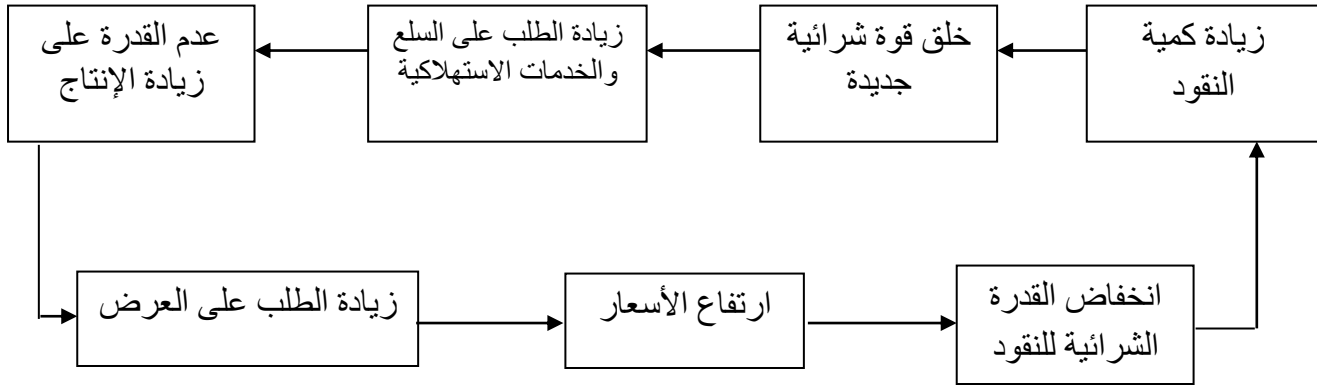 زيادة كمية
النقود
خلق قوة شرائية
جديدة
زيادة الطلب على السلع
والخدمات الاستهلاكية
عدم القدرة على
زيادة الإنتاج
زيادة الطلب على العرض
ارتفاع الأسعار
انخفاض القدرة
الشرائية للنقود